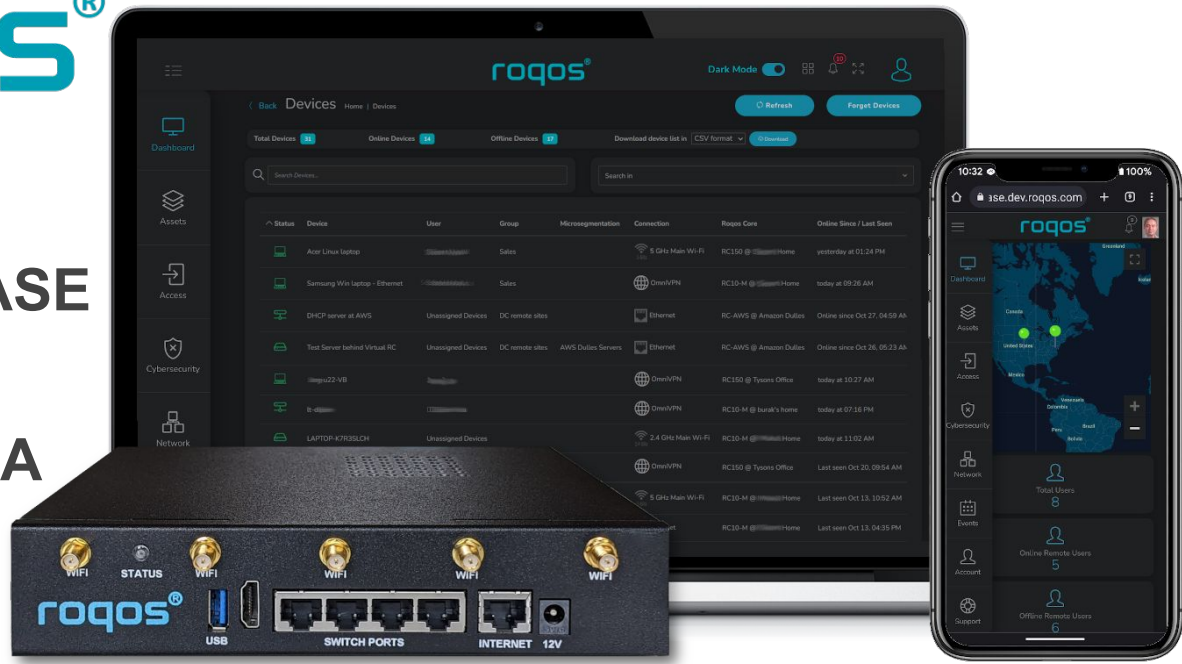 S®
ASE
A
roqos®
Dark Mode
10
Back Devices Home | Devices
Refresh
Forget Devices
Total Devices 31
Online Devices 14
Offline Devices 17
Download device list in CSV format Download
Search Devices...
Search in
Status Device User Group Microsegmentation Connection Roqos Core Online Since / Last Seen
Acer Linux laptop Sales 5 GHz Main Wi-Fi RC150 @ Home yesterday at 01:24 PM
Samsung Win laptop - Ethernet Sales OmniVPN RC10-M @ Home today at 09:26 AM
DHCP server at AWS Unassigned Devices DC remote sites Ethernet RC-AWS @ Amazon Dulles Online since Oct 27, 04:59 AM
Test Server behind Virtual RC Unassigned Devices DC remote sites AWS Dulles Servers Ethernet RC-AWS @ Amazon Dulles Online since Oct 26, 05:23 AM
cu22-VB OmniVPN RC150 @ Tysons Office today at 10:27 AM
OmniVPN RC10-M @ burak's home today at 07:16 PM
LAPTOP-K7R3SLCH Unassigned Devices 2.4 GHz Main Wi-Fi RC10-M @ Home today at 11:02 AM
OmniVPN RC150 @ Tysons Office Last seen Oct 20, 09:54 AM
5 GHz Main Wi-Fi RC10-M @ Home Last seen Oct 13, 10:52 AM
RC10-M @ Home Last seen Oct 13, 04:35 PM
Dashboard
Assets
Access
Cybersecurity
Network
WIFI STATUS WIFI WIFI WIFI WIFI
roqos®
USB SWITCH PORTS INTERNET 12V
10:32 100%
ase.dev.roqos.com
roqos®
Dashboard
Assets
Access
Cybersecurity
Network
Events
Account
Support
Greenland
Canada
United States
Mexico
Venezuela
Colombia
Peru Brazil
Bolivia
Total Users
8
Online Remote Users
5
Offline Remote Users
6